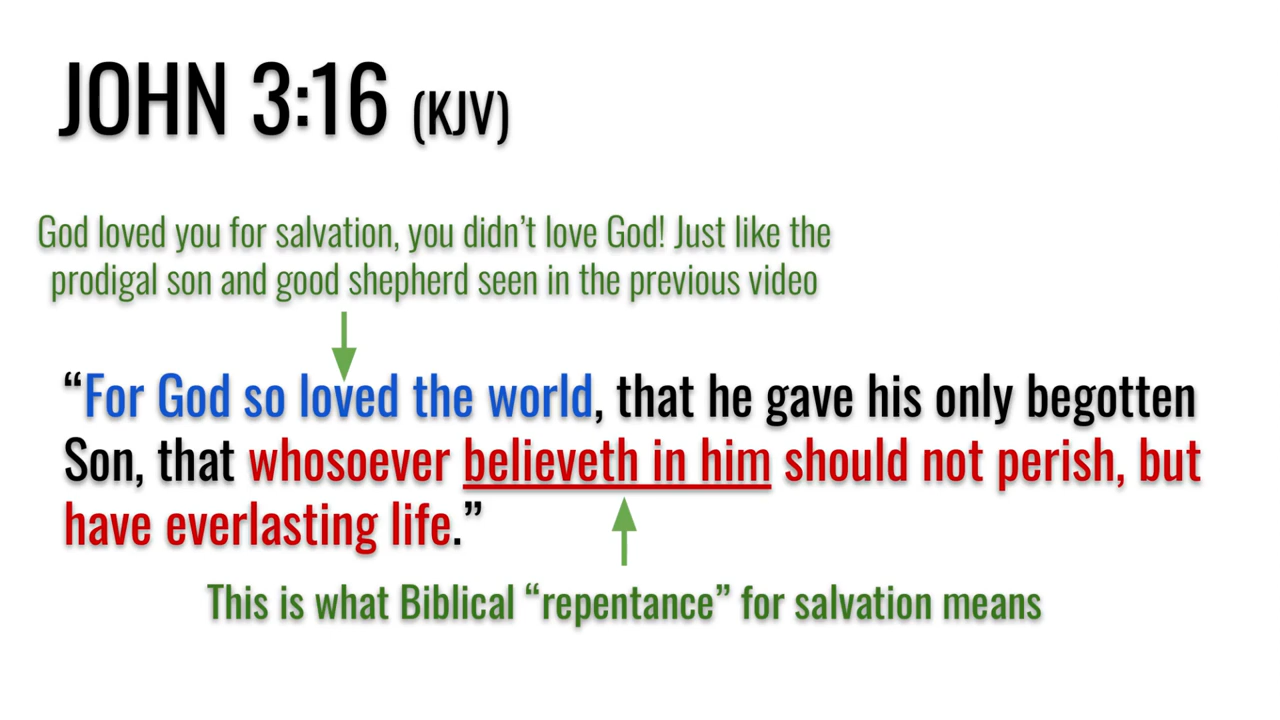 JOHN 3:16 (KJV)
God loved you for salvation, you didn’t love God! Just like the
prodigal son and good shepherd seen in the previous video
“For God so loved the world, that he gave his only begotten
Son, that whosoever believeth in him should not perish, but
have everlasting life.”
This is what Biblical “repentance” for salvation means